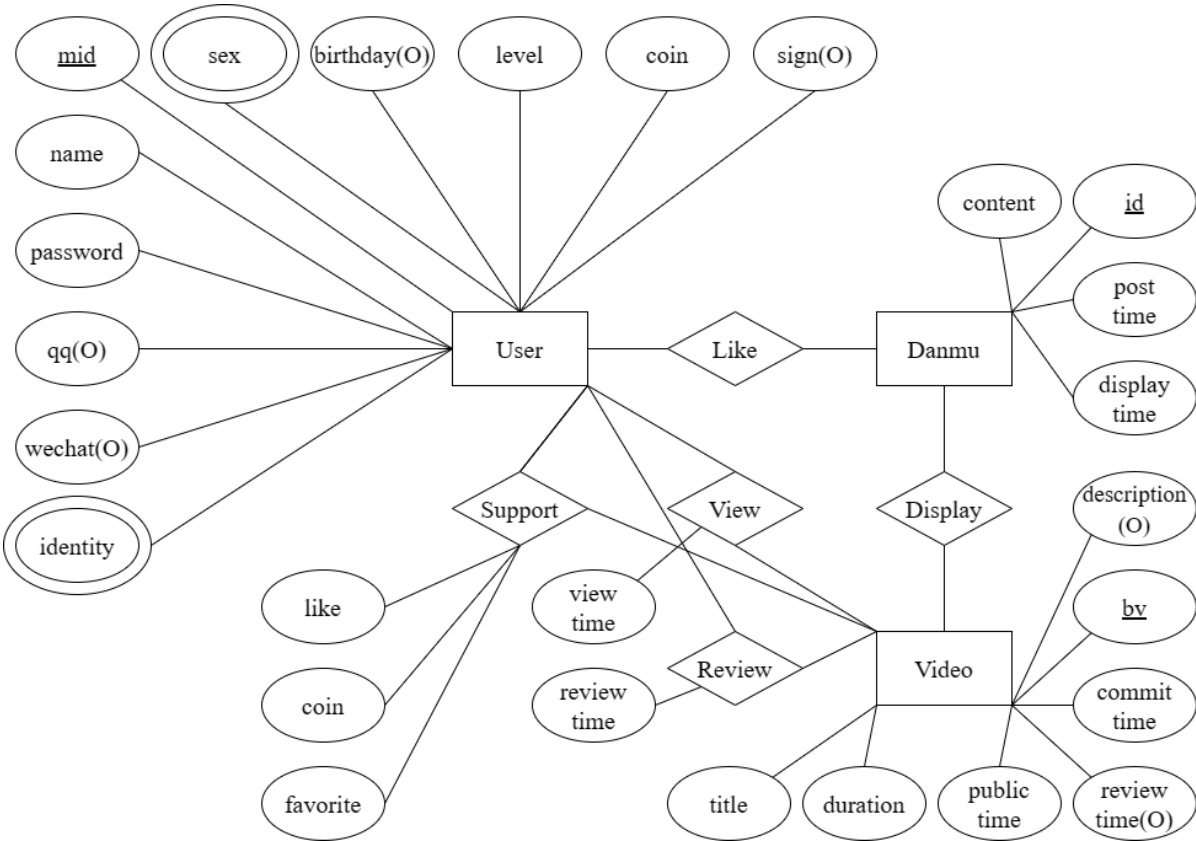 mid
sex
birthday(O)
level
coin
sign(O)
name
password
qq(O)
wechat(O)
identity
User
Like
Danmu
content
id
post
time
display
time
Support
View
Display
description
(O)
like
coin
favorite
view
time
review
time
Review
Video
bv
commit
time
title
duration
public
time
review
time(O)